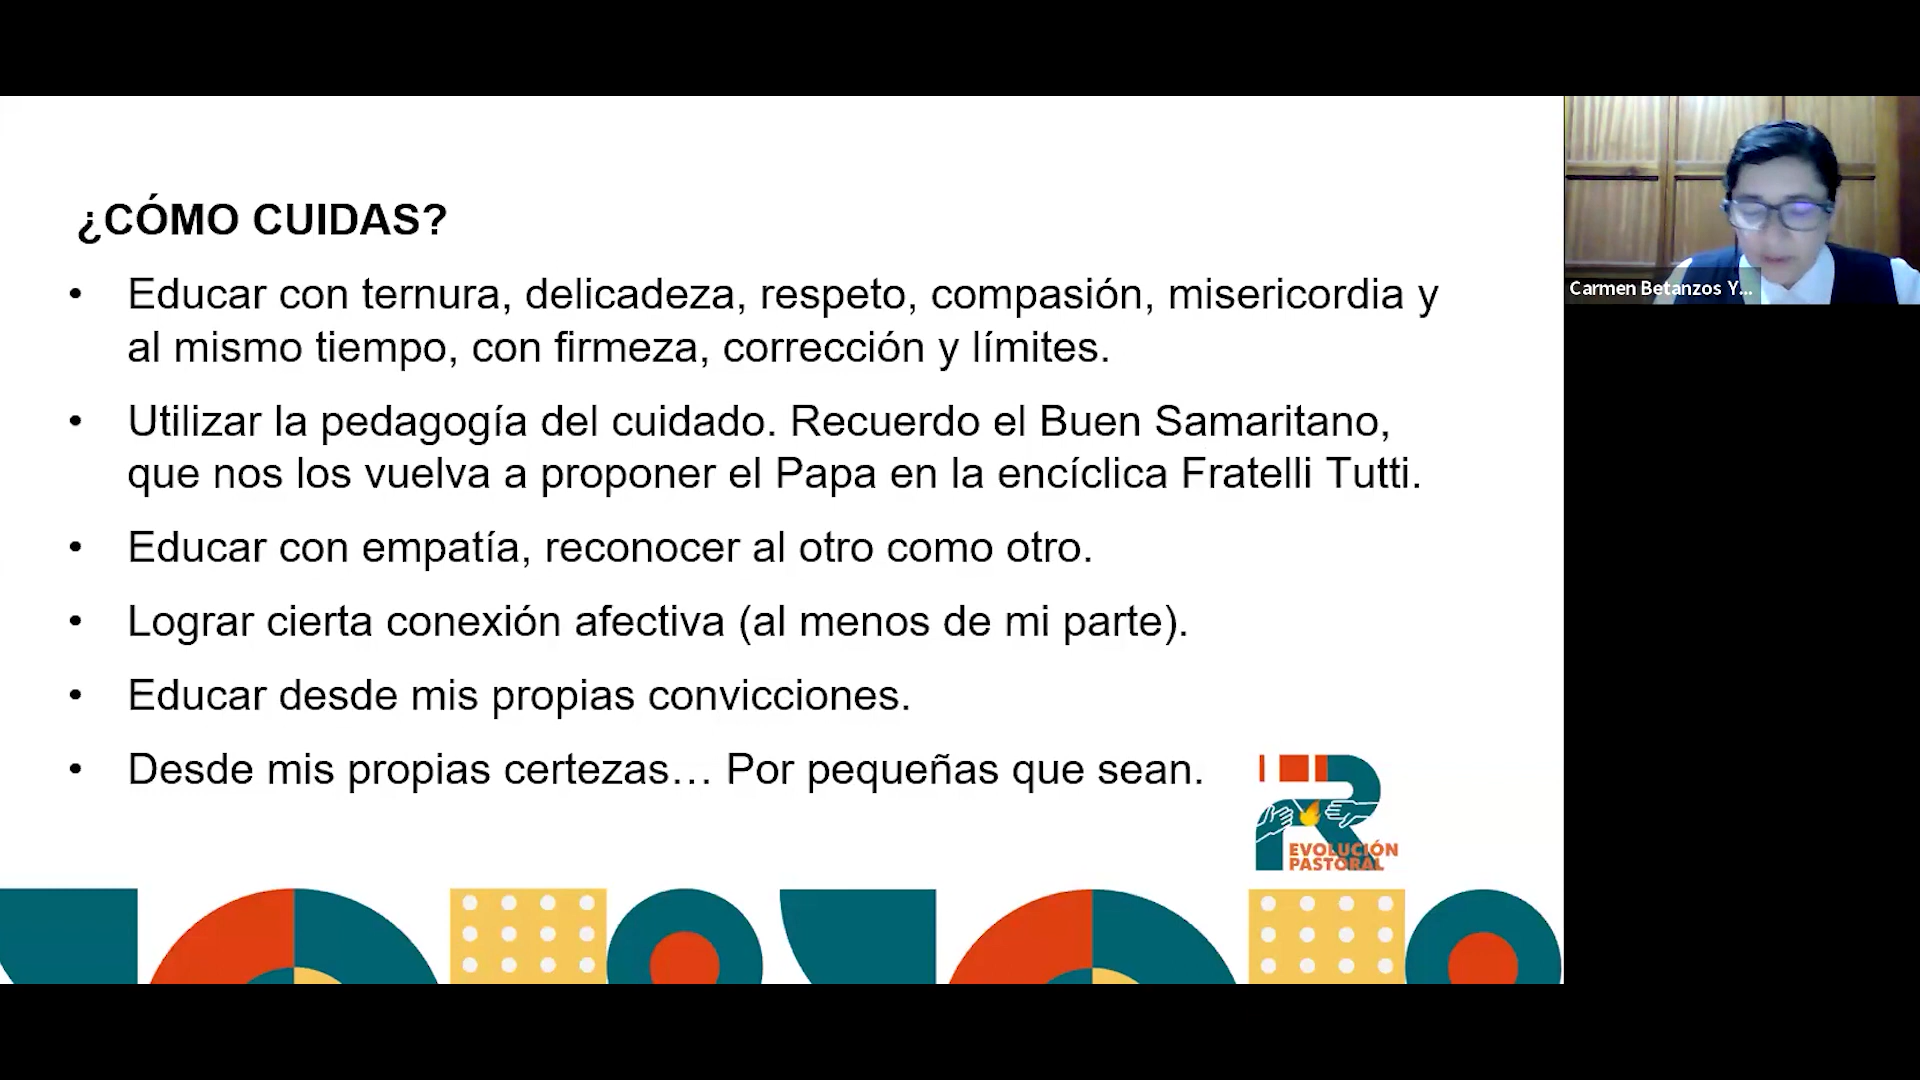 ¿CÓMO CUIDAS?
• Educar con ternura, delicadeza, respeto, compasión, misericordia y
al mismo tiempo, con firmeza, corrección y límites.
• Utilizar la pedagogía del cuidado. Recuerdo el Buen Samaritano,
que nos los vuelva a proponer el Papa en la encíclica Fratelli Tutti.
• Educar con empatía, reconocer al otro como otro.
• Lograr cierta conexión afectiva (al menos de mi parte).
• Educar desde mis propias convicciones.
• Desde mis propias certezas… Por pequeñas que sean.
R
EVOLUCIÓN
PASTORAL
Carmen Betanzos Y...